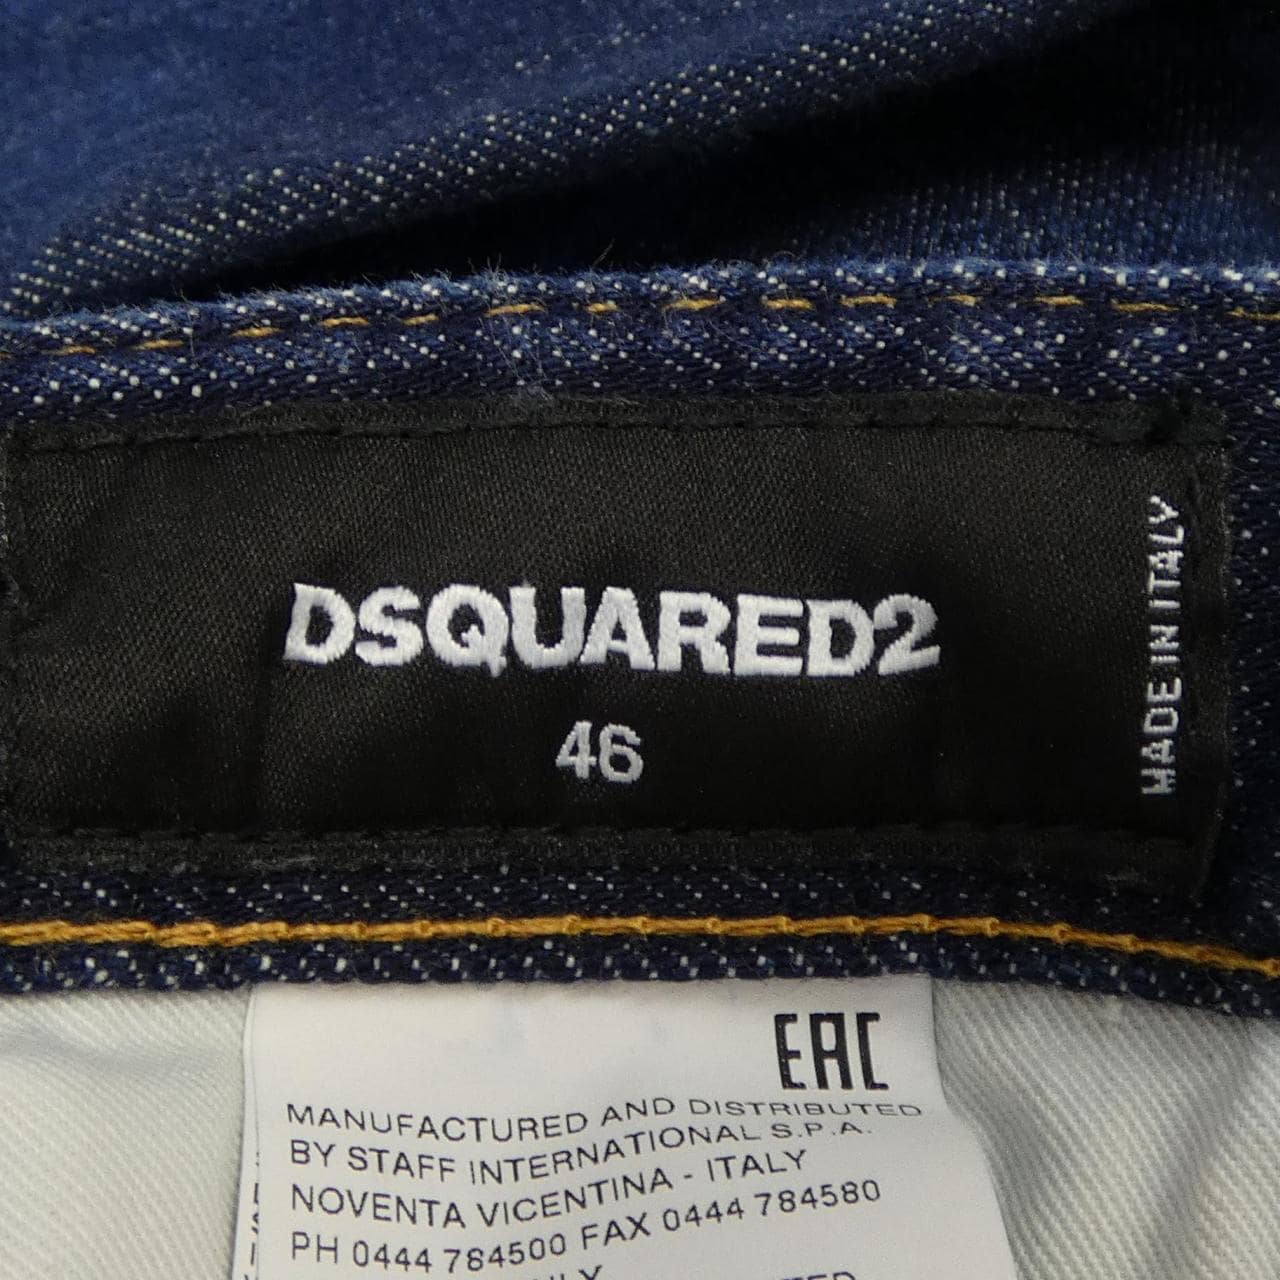 DSQUARED2
46
MADE IN ITALY
EAC
MANUFACTURED AND DISTRIBUTED
BY STAFF INTERNATIONAL S.P.A.
NOVENTA VICENTINA - ITALY
PH 0444 784500 FAX 0444 784580